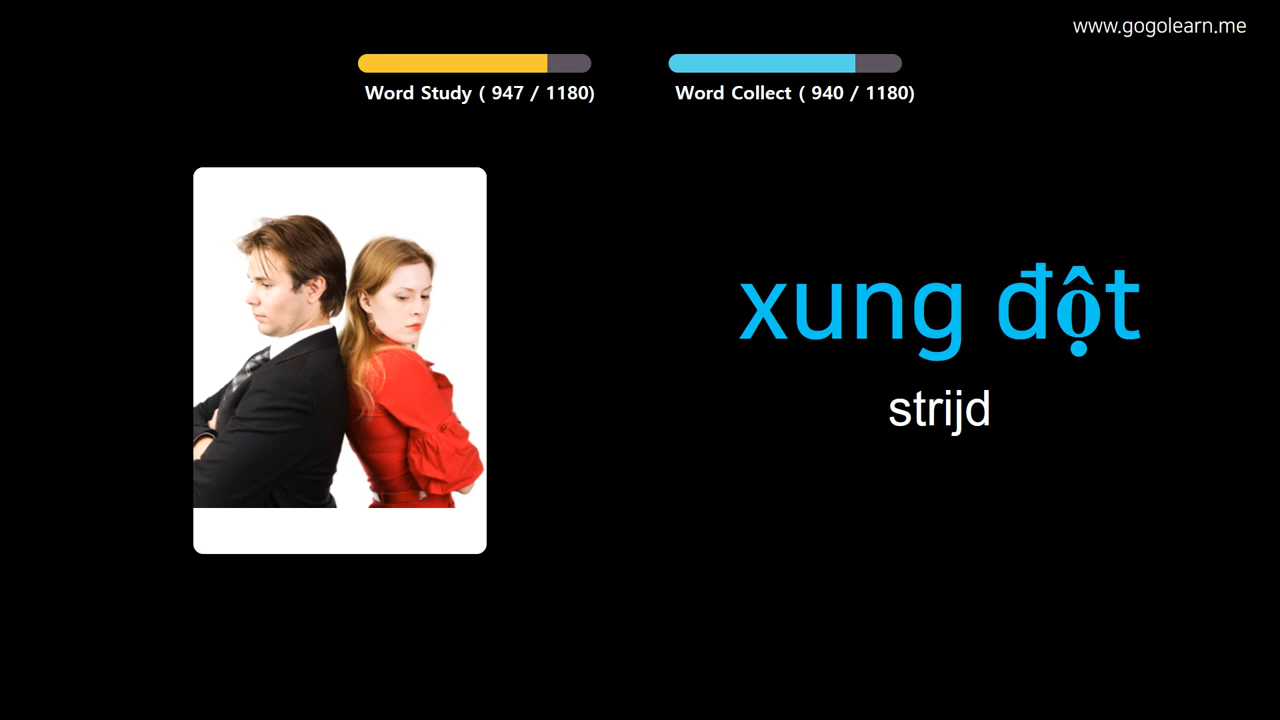 www.gogolearn.me
Word Study ( 947 / 1180)
Word Collect ( 940 / 1180)
xung đột
strijd